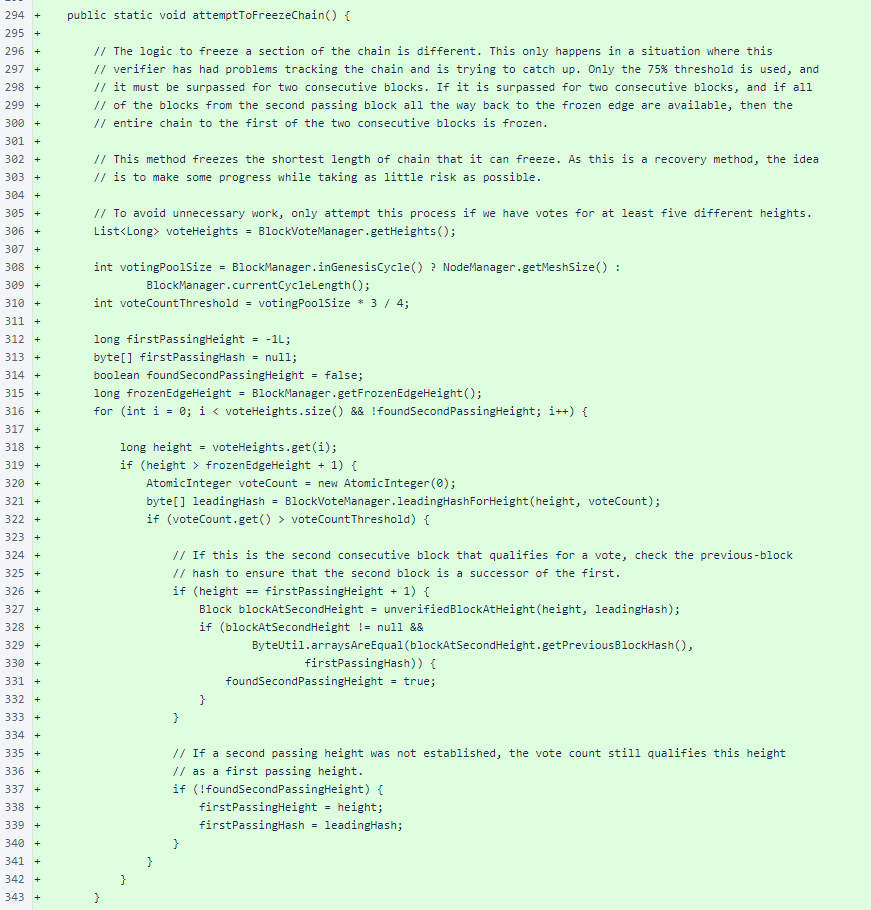 294 +    public static void attemptToFreezeChain() {
295 +
296 +        // The logic to freeze a section of the chain is different. This only happens in a situation where this
297 +        // verifier has had problems tracking the chain and is trying to catch up. Only the 75% threshold is used, and
298 +        // it must be surpassed for two consecutive blocks. If it is surpassed for two consecutive blocks, and if all
299 +        // of the blocks from the second passing block all the way back to the frozen edge are available, then the
300 +        // entire chain to the first of the two consecutive blocks is frozen.
301 +
302 +        // This method freezes the shortest length of chain that it can freeze. As this is a recovery method, the idea
303 +        // is to make some progress while taking as little risk as possible.
304 +
305 +        // To avoid unnecessary work, only attempt this process if we have votes for at least five different heights.
306 +        List<Long> voteHeights = BlockVoteManager.getHeights();
307 +
308 +        int votingPoolSize = BlockManager.inGenesisCycle() ? NodeManager.getMeshSize() :
309 +                BlockManager.currentCycleLength();
310 +        int voteCountThreshold = votingPoolSize * 3 / 4;
311 +
312 +        long firstPassingHeight = -1L;
313 +        byte[] firstPassingHash = null;
314 +        boolean foundSecondPassingHeight = false;
315 +        long frozenEdgeHeight = BlockManager.getFrozenEdgeHeight();
316 +        for (int i = 0; i < voteHeights.size() && !foundSecondPassingHeight; i++) {
317 +
318 +            long height = voteHeights.get(i);
319 +            if (height > frozenEdgeHeight + 1) {
320 +                AtomicInteger voteCount = new AtomicInteger(0);
321 +                byte[] leadingHash = BlockVoteManager.leadingHashForHeight(height, voteCount);
322 +                if (voteCount.get() > voteCountThreshold) {
323 +
324 +                    // If this is the second consecutive block that qualifies for a vote, check the previous-block
325 +                    // hash to ensure that the second block is a successor of the first.
326 +                    if (height == firstPassingHeight + 1) {
327 +                        Block blockAtSecondHeight = unverifiedBlockAtHeight(height, leadingHash);
328 +                        if (blockAtSecondHeight != null &&
329 +                                ByteUtil.arraysAreEqual(blockAtSecondHeight.getPreviousBlockHash(),
330 +                                        firstPassingHash)) {
331 +                            foundSecondPassingHeight = true;
332 +                        }
333 +                    }
334 +
335 +                    // If a second passing height was not established, the vote count still qualifies this height
336 +                    // as a first passing height.
337 +                    if (!foundSecondPassingHeight) {
338 +                        firstPassingHeight = height;
339 +                        firstPassingHash = leadingHash;
340 +                    }
341 +                }
342 +            }
343 +        }